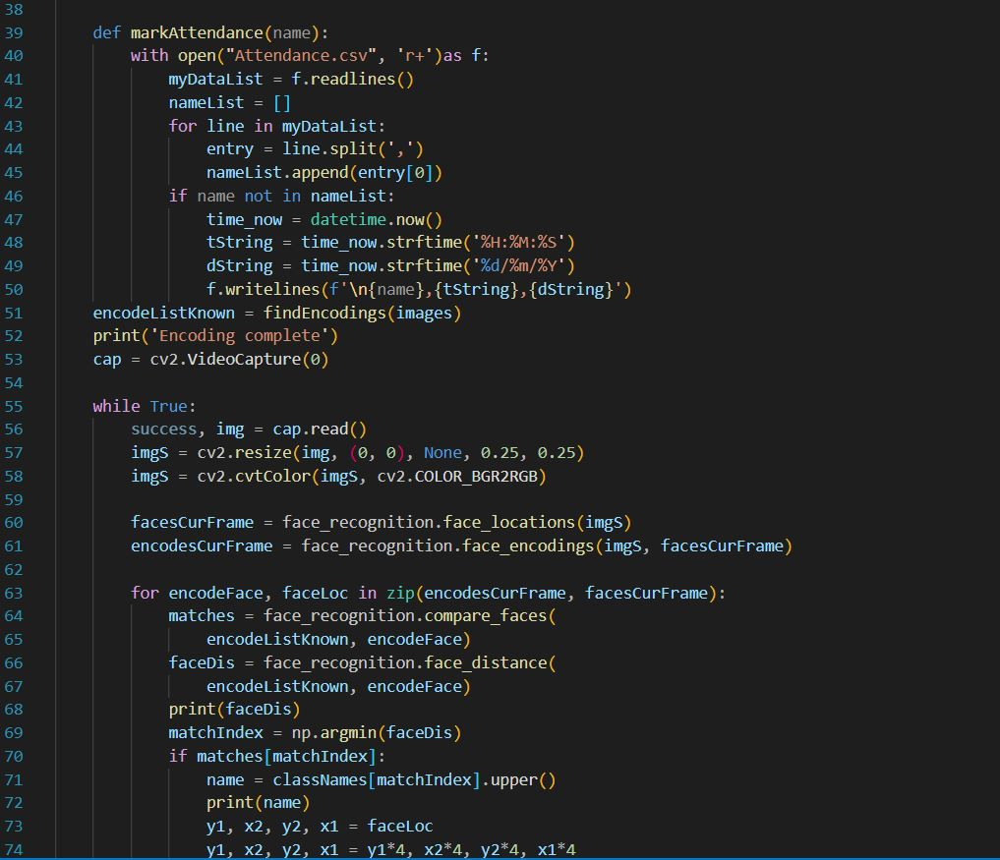 38
39 def markAttendance(name):
40 with open("Attendance.csv", 'r+')as f:
41 myDataList = f.readlines()
42 nameList = []
43 for line in myDataList:
44 entry = line.split(',')
45 nameList.append(entry[0])
46 if name not in nameList:
47 time_now = datetime.now()
48 tString = time_now.strftime('%H:%M:%S')
49 dString = time_now.strftime('%d/%m/%Y')
50 f.writelines(f'\n{name},{tString},{dString}')
51 encodeListKnown = findEncodings(images)
52 print('Encoding complete')
53 cap = cv2.VideoCapture(0)
54
55 while True:
56 success, img = cap.read()
57 imgS = cv2.resize(img, (0, 0), None, 0.25, 0.25)
58 imgS = cv2.cvtColor(imgS, cv2.COLOR_BGR2RGB)
59
60 facesCurFrame = face_recognition.face_locations(imgS)
61 encodesCurFrame = face_recognition.face_encodings(imgS, facesCurFrame)
62
63 for encodeFace, faceLoc in zip(encodesCurFrame, facesCurFrame):
64 matches = face_recognition.compare_faces(
65 encodeListKnown, encodeFace)
66 faceDis = face_recognition.face_distance(
67 encodeListKnown, encodeFace)
68 print(faceDis)
69 matchIndex = np.argmin(faceDis)
70 if matches[matchIndex]:
71 name = classNames[matchIndex].upper()
72 print(name)
73 y1, x2, y2, x1 = faceLoc
74 y1, x2, y2, x1 = y1*4, x2*4, y2*4, x1*4